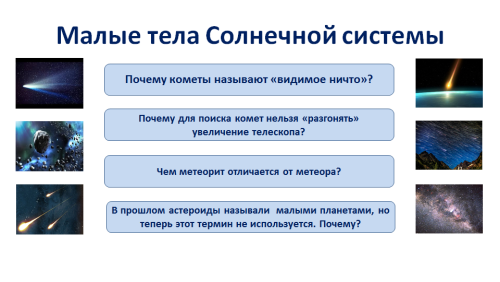 Малые тела Солнечной системы
Почему кометы называют «видимое ничто»?
Почему для поиска комет нельзя «разгонять»
увеличение телескопа?
Чем метеорит отличается от метеора?
В прошлом астероиды называли малыми планетами, но
теперь этот термин не используется. Почему?